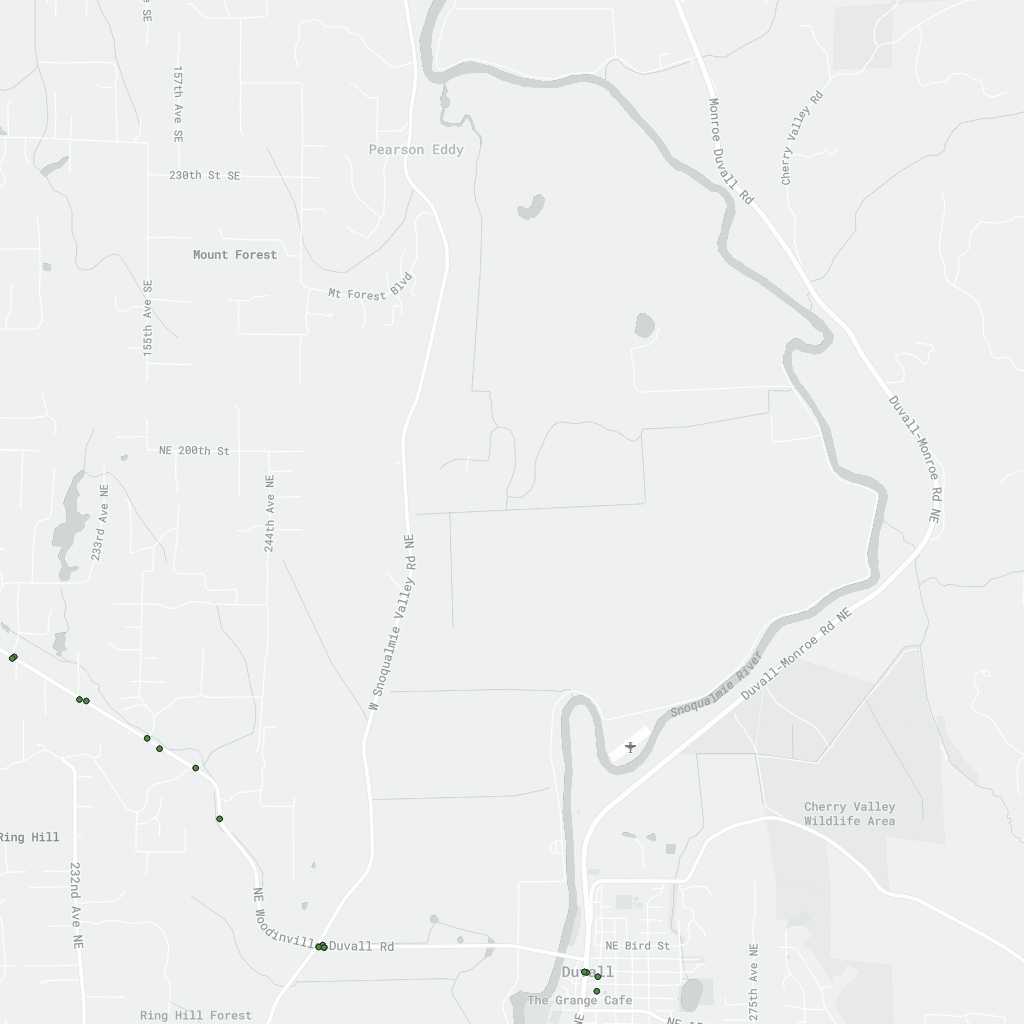 SE
157th Ave SE
Monroe Duvall Rd
Cherry Valley Rd
Pearson Eddy
230th St SE
Mount Forest
Mt Forest Blvd
155th Ave SE
Duvall-Monroe Rd NE
NE 200th St
244th Ave NE
233rd Ave NE
W Snoqualmie Valley Rd NE
Duvall-Monroe Rd NE
Snoqualmie River
Cherry Valley
Wildlife Area
Ring Hill
232nd Ave NE
NE Woodinville Duvall Rd
NE Bird St
275th Ave NE
Duvall
The Grange Cafe
Ring Hill Forest
NE